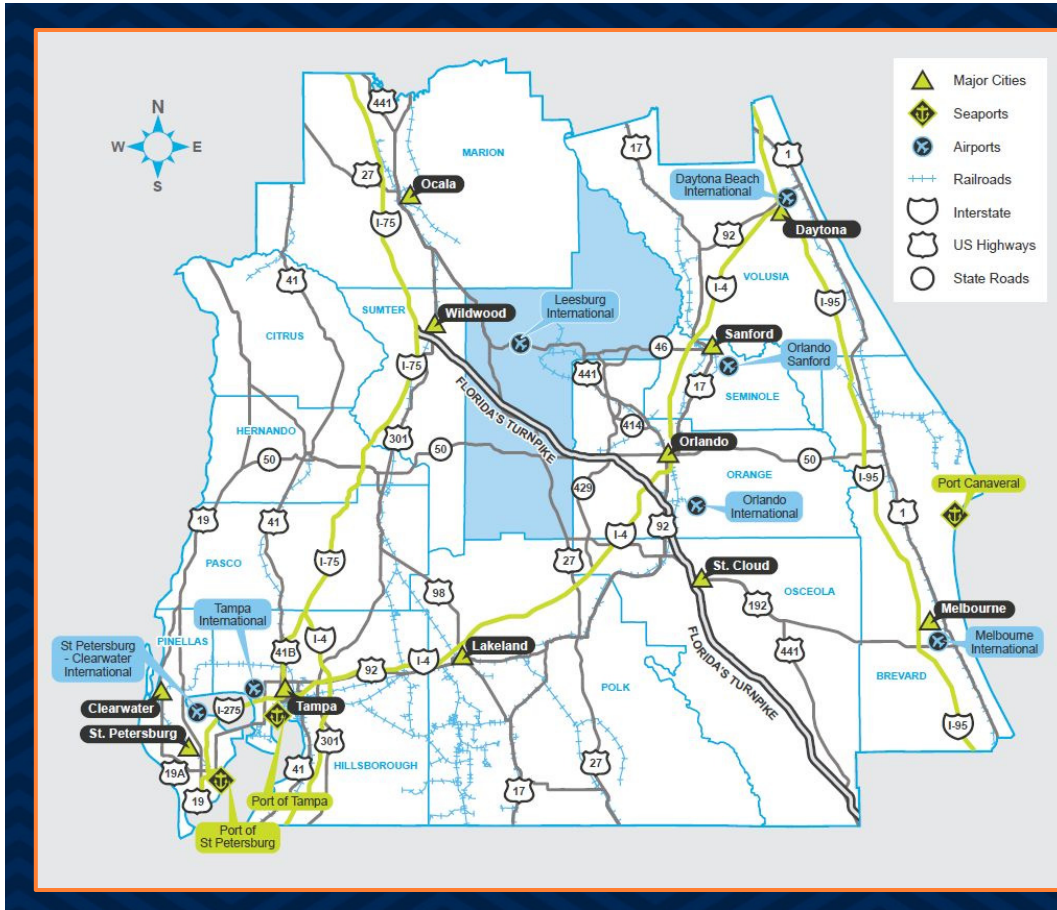 N
W E
S
Major Cities
Seaports
Airports
Railroads
Interstate
US Highways
State Roads
441
MARION
17
1
27
Ocala
Daytona Beach
International
I-75
92
Daytona
41
VOLUSIA
I-4
I-95
SUMTER
Wildwood
Leesburg
International
CITRUS
46
Sanford
Orlando
Sanford
I-75
441
17
SEMINOLE
FLORIDA'S TURNPIKE
HERNANDO
301
414
Orlando
50
50
50
ORANGE
429
I-95
Port Canaveral
19
41
Orlando
International
1
92
I-4
I-75
27
PASCO
St. Cloud
98
OSCEOLA
192
Melbourne
Tampa
International
PINELLAS
I-4
St Petersburg
- Clearwater
International
41B
Lakeland
441
Melbourne
International
92
I-4
FLORIDA'S TURNPIKE
BREVARD
POLK
Clearwater
I-275
Tampa
St. Petersburg
301
I-95
HILLSBOROUGH
19A
41
27
17
19
Port of Tampa
Port of
St Petersburg